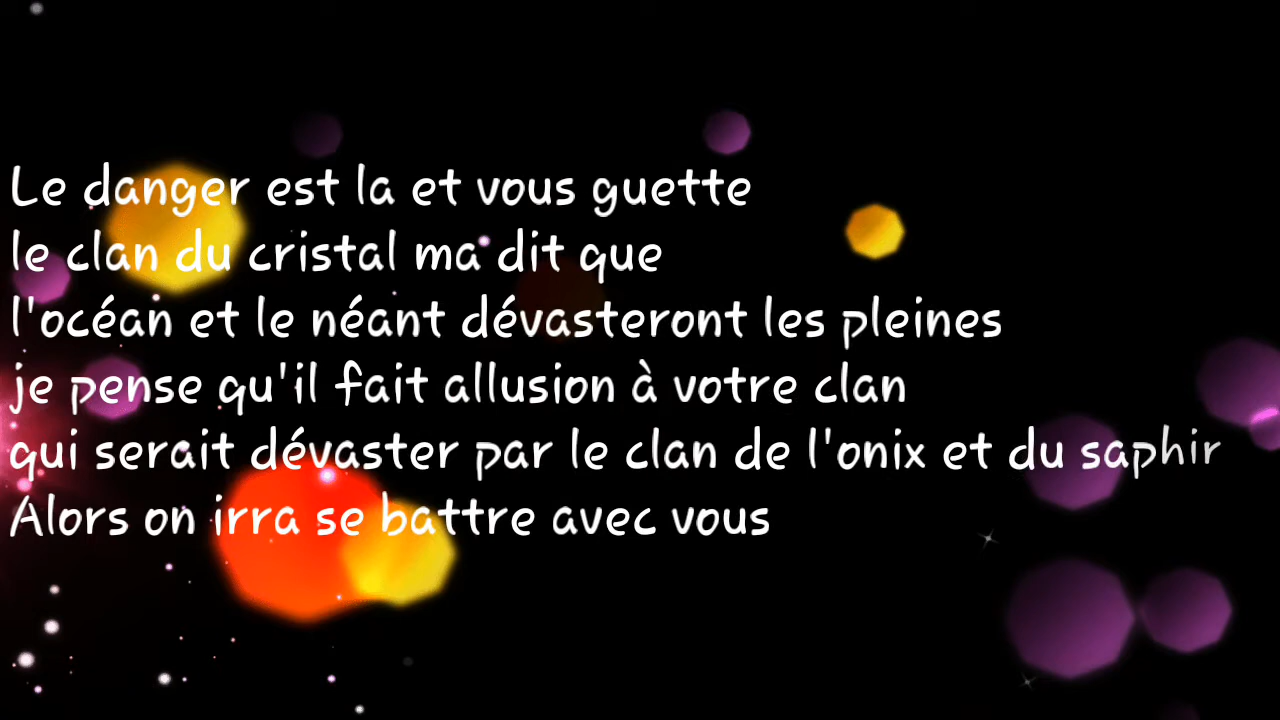 Le danger est la et vous guette
le clan du cristal ma dit que
l'océan et le néant dévasteront les pleines
je pense qu'il fait allusion à votre clan
qui serait dévaster par le clan de l'onix et du saphir
Alors on irra se battre avec vous